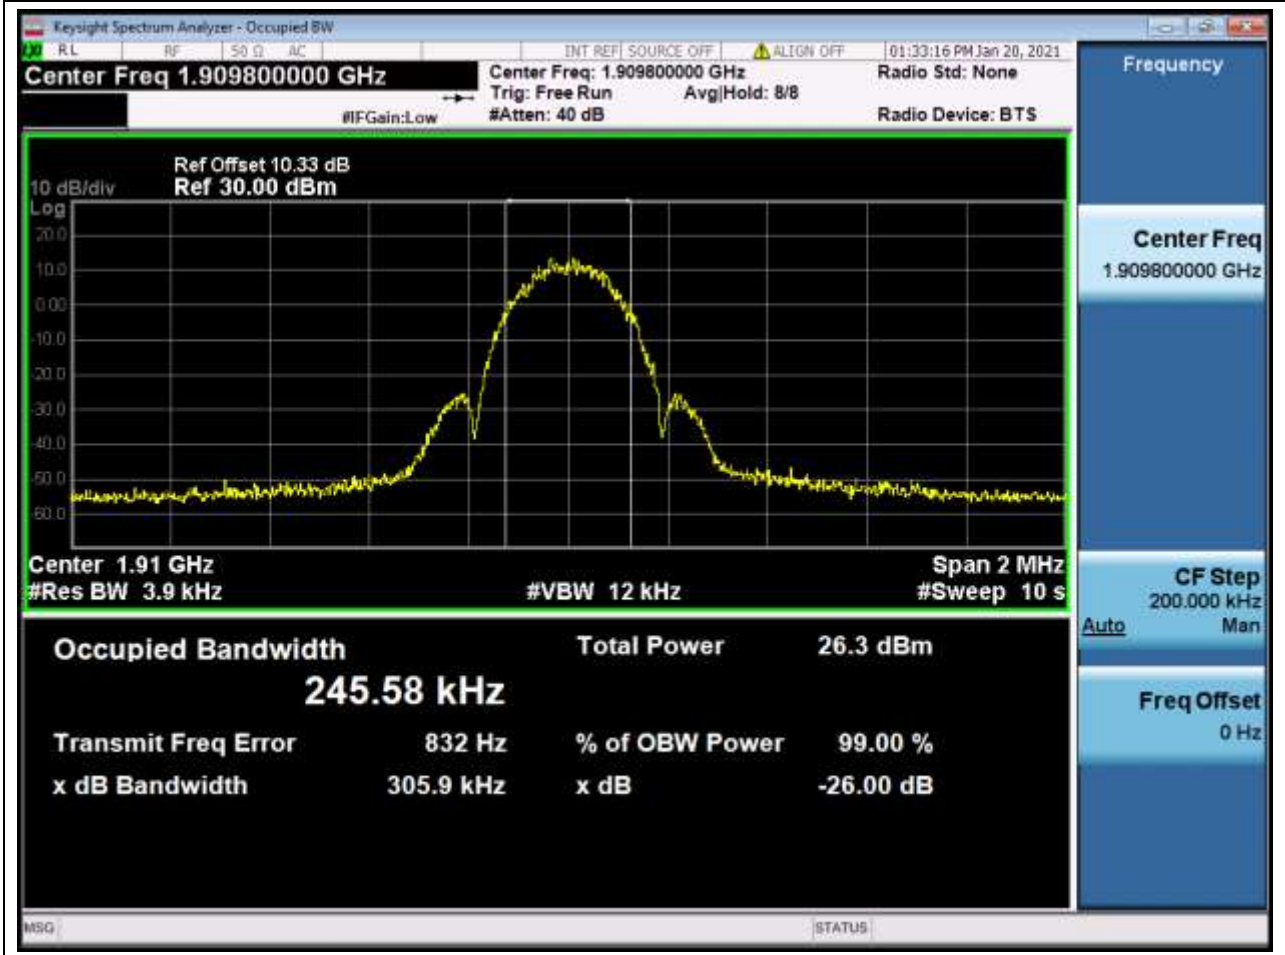 Keysight Spectrum Analyzer - Occupied BW
RL RF 50 Ω AC INT REF SOURCE OFF ALIGN OFF 01:33:16 PM Jan 20, 2021
Center Freq 1.909800000 GHz
Center Freq: 1.909800000 GHz
Radio Std: None
Trig: Free Run Avg|Hold: 8/8
#IFGain:Low
#Atten: 40 dB
Radio Device: BTS
Ref Offset 10.33 dB
10 dB/div Ref 30.00 dBm
Log
20.0
10.0
0.00
-10.0
-20.0
-30.0
-40.0
-50.0
-60.0
Center 1.91 GHz Span 2 MHz
#Res BW 3.9 kHz #VBW 12 kHz #Sweep 10 s
Occupied Bandwidth Total Power 26.3 dBm
245.58 kHz
Transmit Freq Error 832 Hz % of OBW Power 99.00 %
x dB Bandwidth 305.9 kHz x dB -26.00 dB
MSG STATUS
Frequency
Center Freq
1.909800000 GHz
CF Step
200.000 kHz
Auto Man
Freq Offset
0 Hz